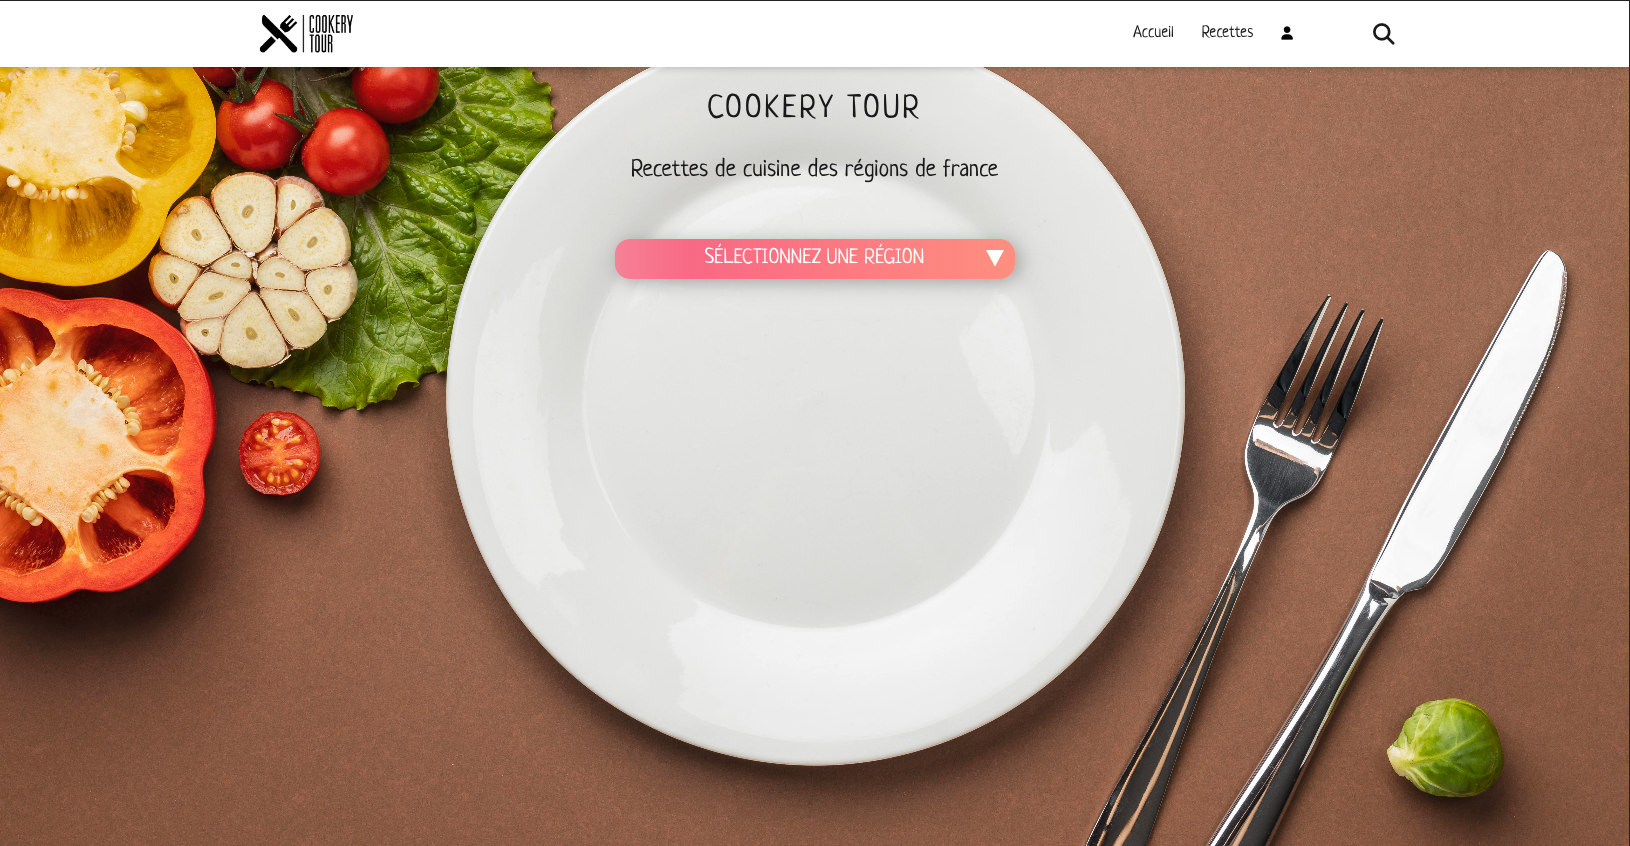 COOKERY
TOUR
Accueil
Recettes
COOKERY TOUR
Recettes de cuisine des régions de france
SÉLECTIONNEZ UNE RÉGION